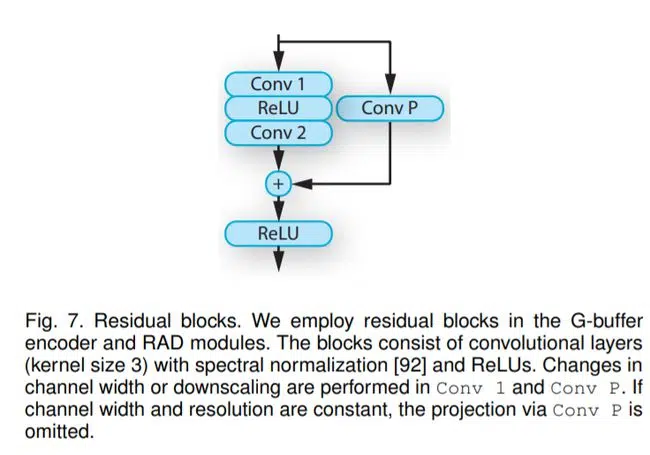 Conv 1
ReLU
Conv P
Conv 2
+
ReLU
Fig. 7. Residual blocks. We employ residual blocks in the G-buffer
encoder and RAD modules. The blocks consist of convolutional layers
(kernel size 3) with spectral normalization [92] and ReLUs. Changes in
channel width or downscaling are performed in Conv 1 and Conv P. If
channel width and resolution are constant, the projection via Conv P is
omitted.